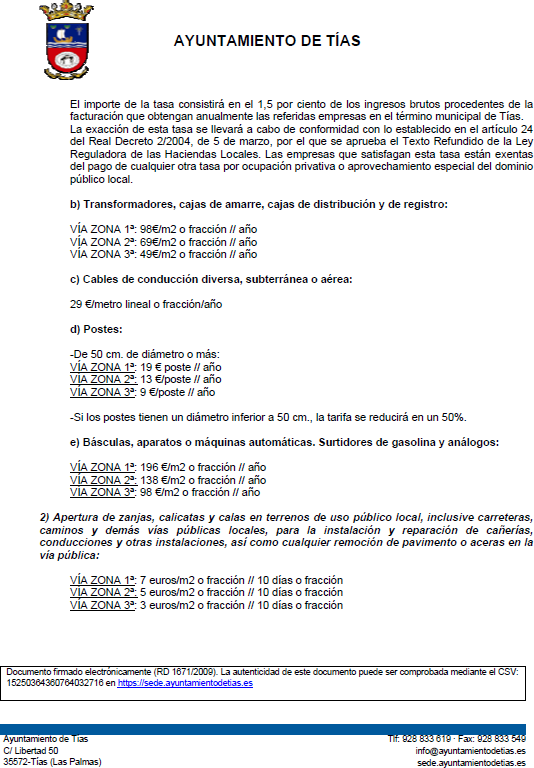 AYUNTAMIENTO DE TÍAS
El importe de la tasa consistirá en el 1,5 por ciento de los ingresos brutos procedentes de la
facturación que obtengan anualmente las referidas empresas en el término municipal de Tías.
La exacción de esta tasa se llevará a cabo de conformidad con lo establecido en el artículo 24
del Real Decreto 2/2004, de 5 de marzo, por el que se aprueba el Texto Refundido de la Ley
Reguladora de las Haciendas Locales. Las empresas que satisfagan esta tasa están exentas
del pago de cualquier otra tasa por ocupación privativa o aprovechamiento especial del dominio
público local.
b) Transformadores, cajas de amarre, cajas de distribución y de registro:
VÍA ZONA 1ª: 98€/m2 o fracción // año
VÍA ZONA 2ª: 69€/m2 o fracción // año
VÍA ZONA 3ª: 49€/m2 o fracción // año
c) Cables de conducción diversa, subterránea o aérea:
29 €/metro lineal o fracción/año
d) Postes:
-De 50 cm. de diámetro o más:
VÍA ZONA 1ª: 19 € poste // año
VÍA ZONA 2ª: 13 €/poste // año
VÍA ZONA 3ª: 9 €/poste // año
-Si los postes tienen un diámetro inferior a 50 cm., la tarifa se reducirá en un 50%.
e) Básculas, aparatos o máquinas automáticas. Surtidores de gasolina y análogos:
VÍA ZONA 1ª: 196 €/m2 o fracción // año
VÍA ZONA 2ª: 138 €/m2 o fracción // año
VÍA ZONA 3ª: 98 €/m2 o fracción // año
2) Apertura de zanjas, calicatas y calas en terrenos de uso público local, inclusive carreteras,
caminos y demás vías públicas locales, para la instalación y reparación de cañerías,
conducciones y otras instalaciones, así como cualquier remoción de pavimento o aceras en la
vía pública:
VÍA ZONA 1ª: 7 euros/m2 o fracción // 10 días o fracción
VÍA ZONA 2ª: 5 euros/m2 o fracción // 10 días o fracción
VÍA ZONA 3ª: 3 euros/m2 o fracción // 10 días o fracción
Documento firmado electrónicamente (RD 1671/2009). La autenticidad de este documento puede ser comprobada mediante el CSV:
15250364360764032716 en https://sede.ayuntamientodetias.es
Ayuntamiento de Tías
C/ Libertad 50
35572-Tías (Las Palmas)
Tlf: 928 833 619 · Fax: 928 833 549
info@ayuntamientodetias.es
sede.ayuntamientodetias.es